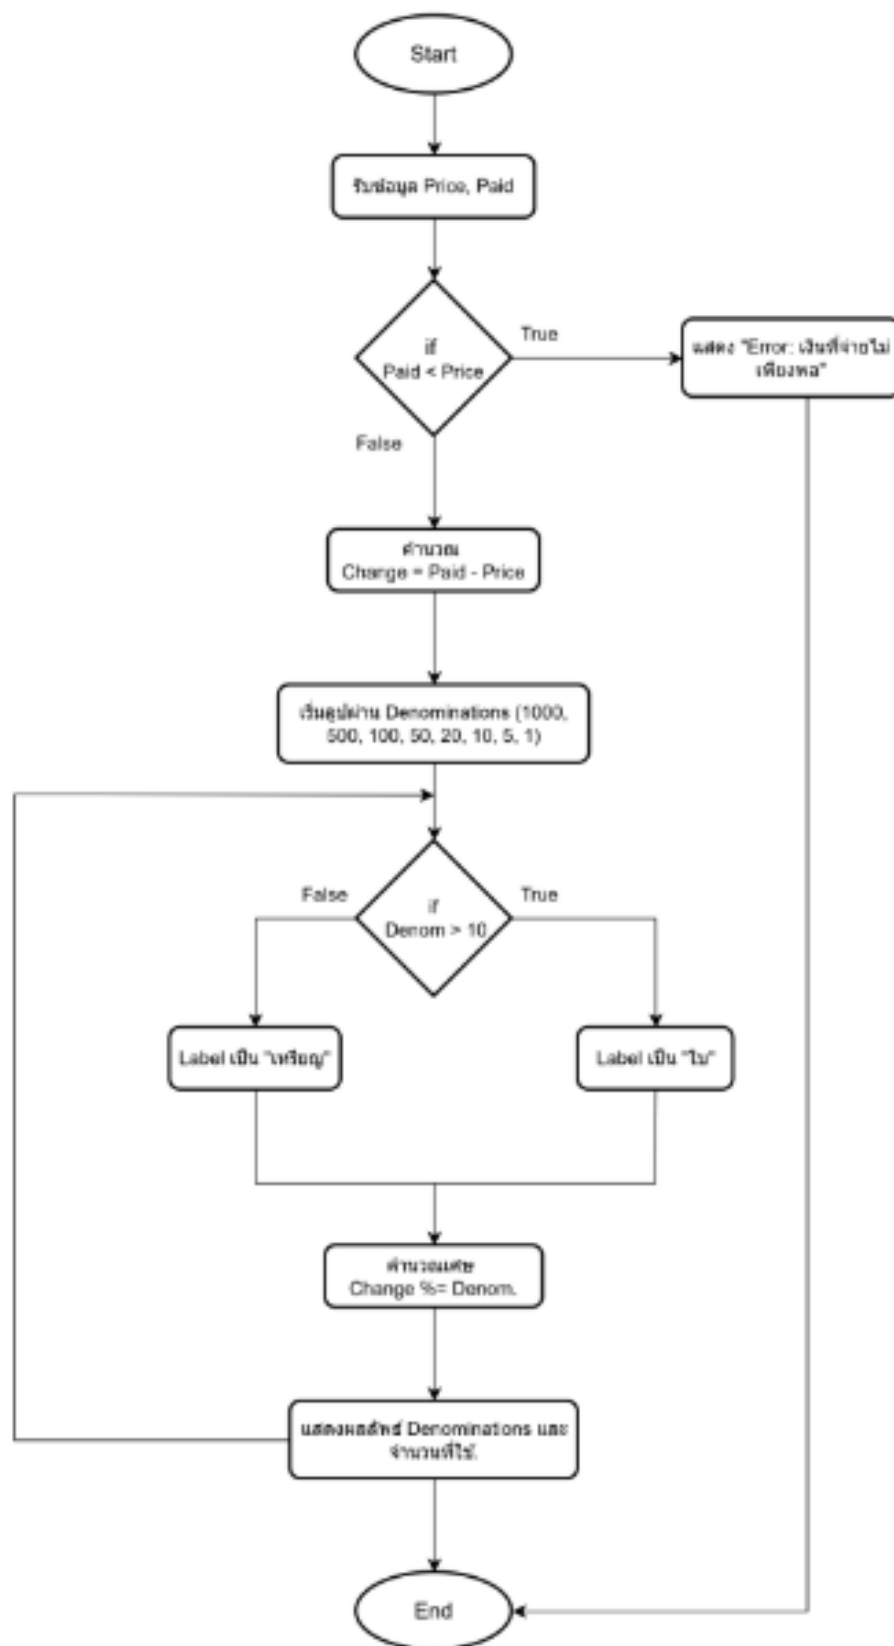 Start
รับข้อมูล Price, Paid
if
Paid < Price
True
False
แสดง "Error: เงินที่จ่ายไม่
เพียงพอ"
คำนวณ
Change = Paid - Price
เริ่มลูปผ่าน Denominations (1000,
500, 100, 50, 20, 10, 5, 1)
if
Denom > 10
False
True
Label เป็น "เหรียญ"
Label เป็น "ใบ"
คำนวณเศษ
Change %= Denom.
แสดงผลลัพธ์ Denominations และ
จำนวนที่ใช้.
End